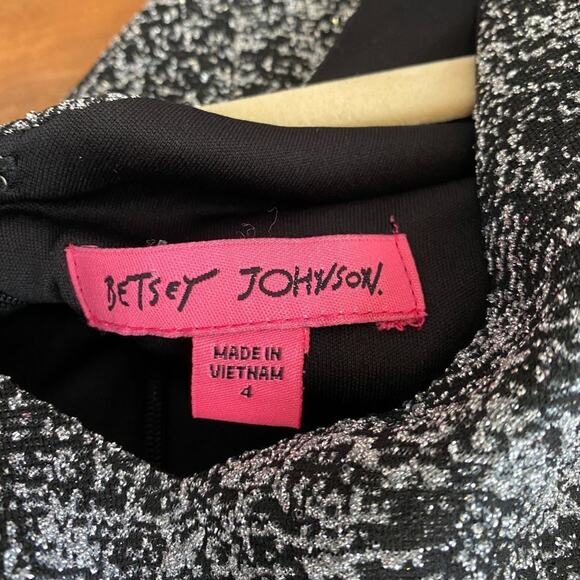 BETSEY JOHNSON.
MADE IN
VIETNAM
4